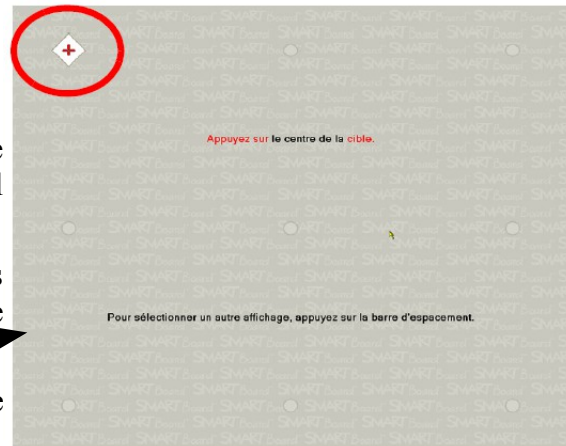 Appuyez sur le centre de la cible.
Pour sélectionner un autre affichage, appuyez sur la barre d'espacement.